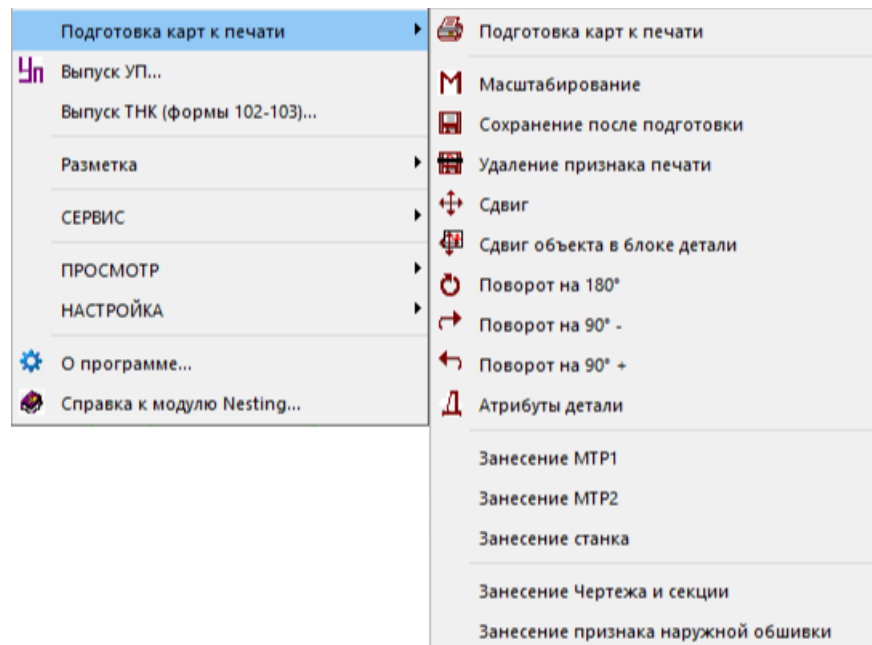 Подготовка карт к печати
Выпуск УП...
Выпуск ТНК (формы 102-103)...
Разметка
СЕРВИС
ПРОСМОТР
НАСТРОЙКА
О программе...
Справка к модулю Nesting...
Подготовка карт к печати
Масштабирование
Сохранение после подготовки
Удаление признака печати
Сдвиг
Сдвиг объекта в блоке детали
Поворот на 180°
Поворот на 90° -
Поворот на 90° +
Атрибуты детали
Занесение МТР1
Занесение МТР2
Занесение станка
Занесение Чертежа и секции
Занесение признака наружной обшивки